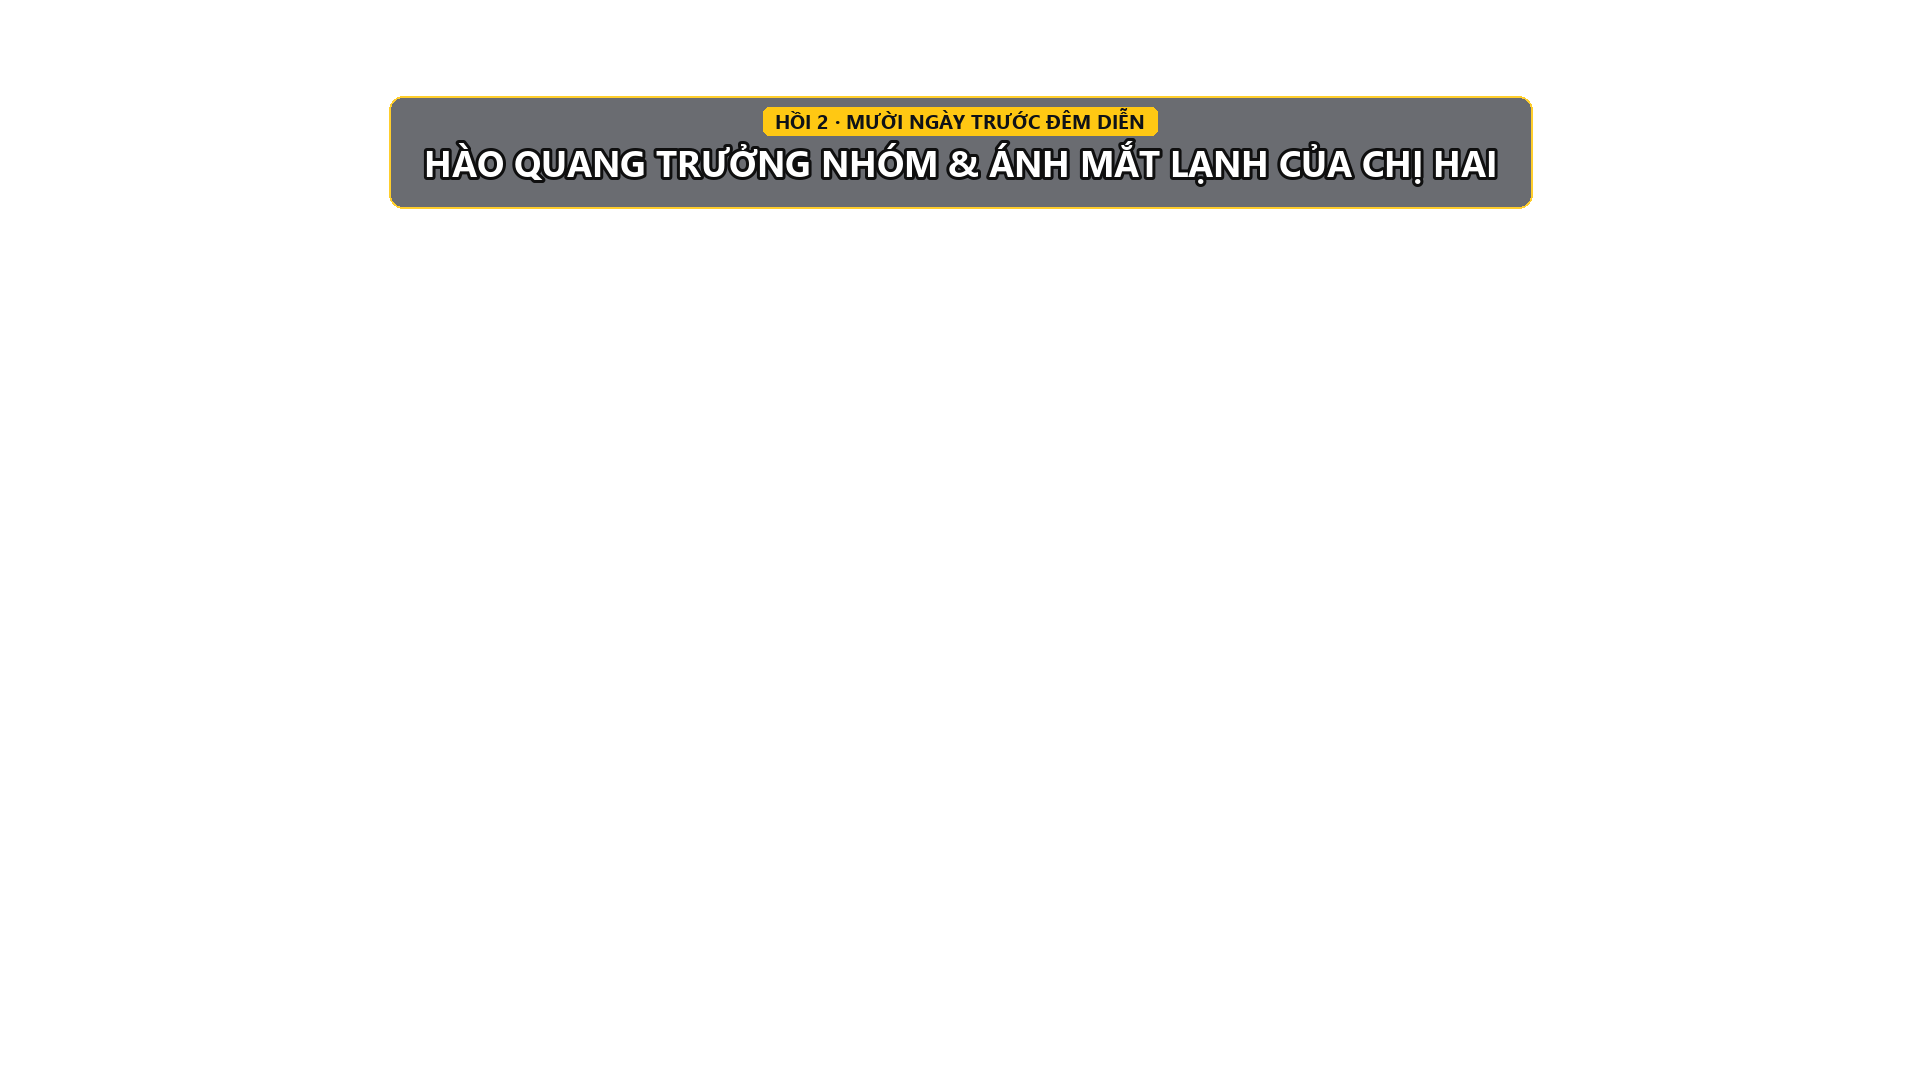 HỒI 2 · MƯỜI NGÀY TRƯỚC ĐÊM DIỄN
HÀO QUANG TRƯỞNG NHÓM & ÁNH MẮT LẠNH CỦA CHỊ HAI